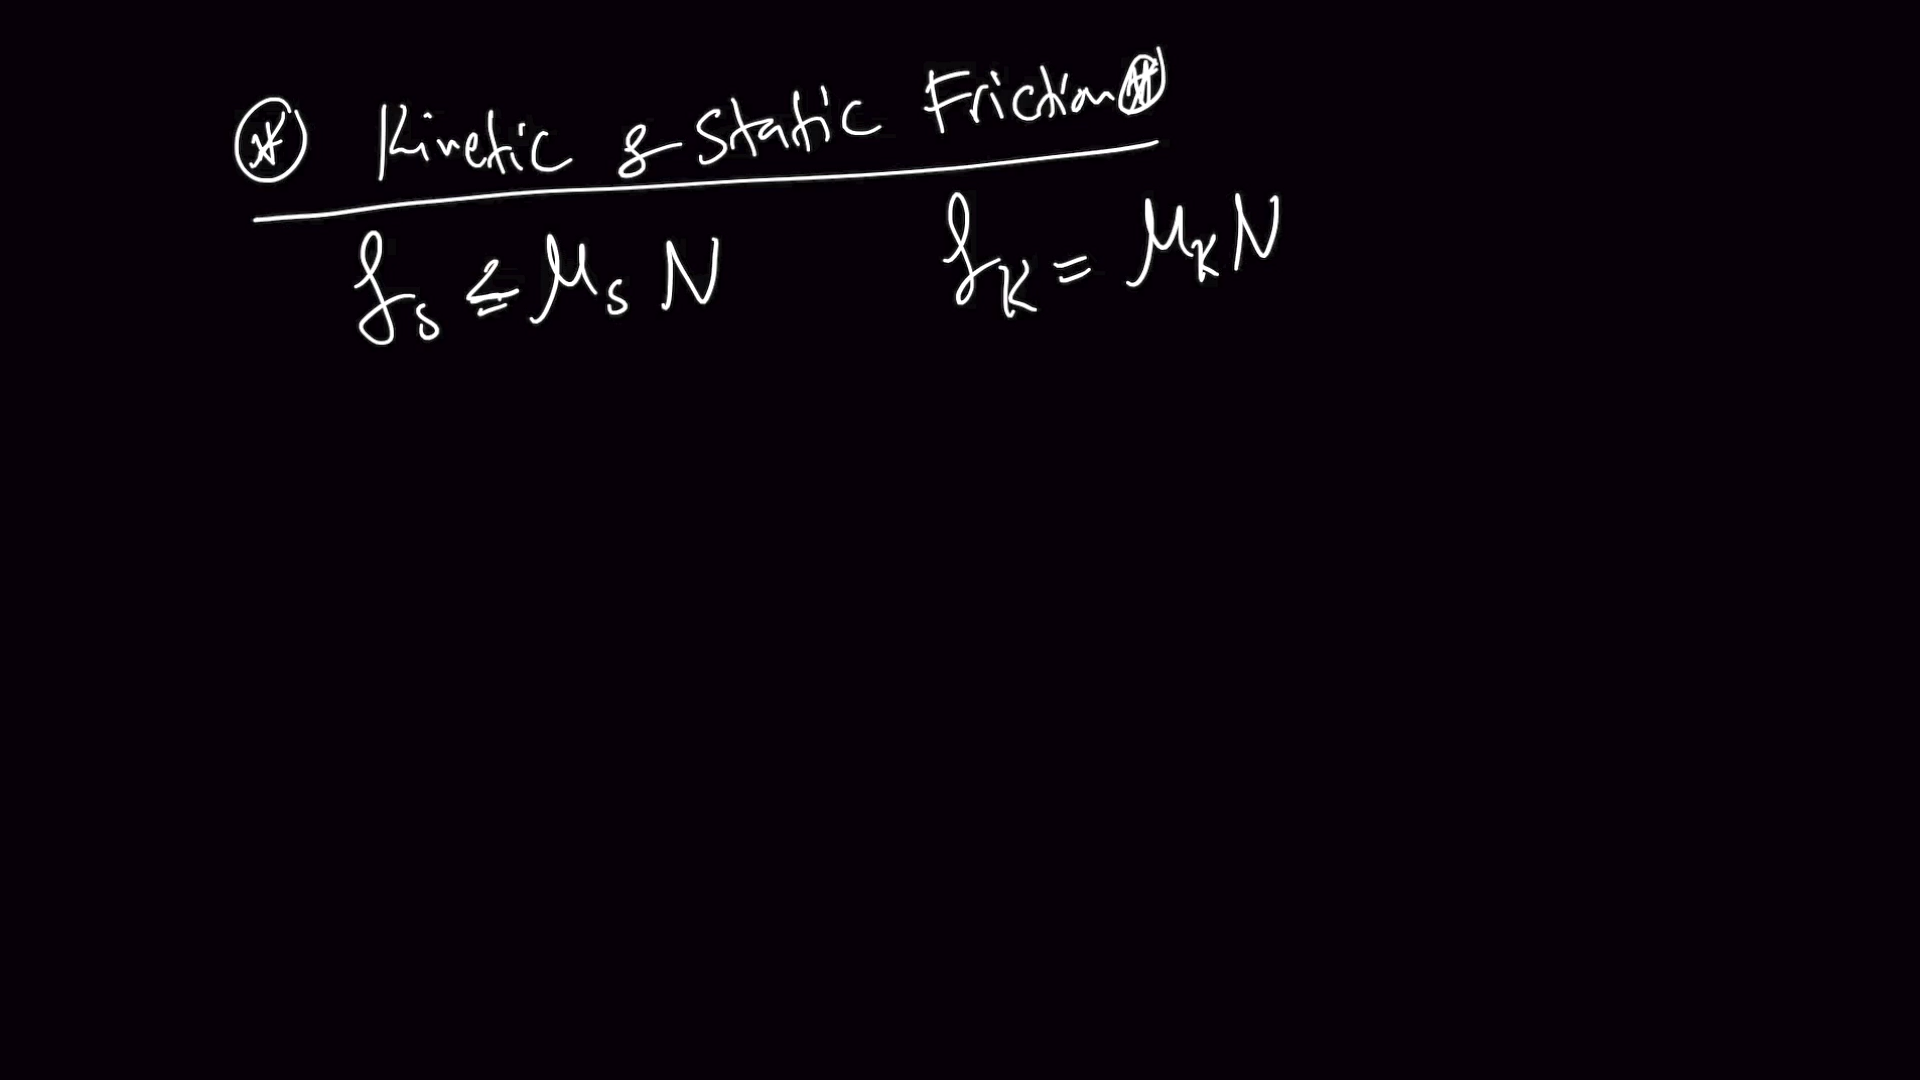 ⊛ Kinetic & Static Friction ⊛
fₛ ≤ μₛ N fₖ = μₖ N